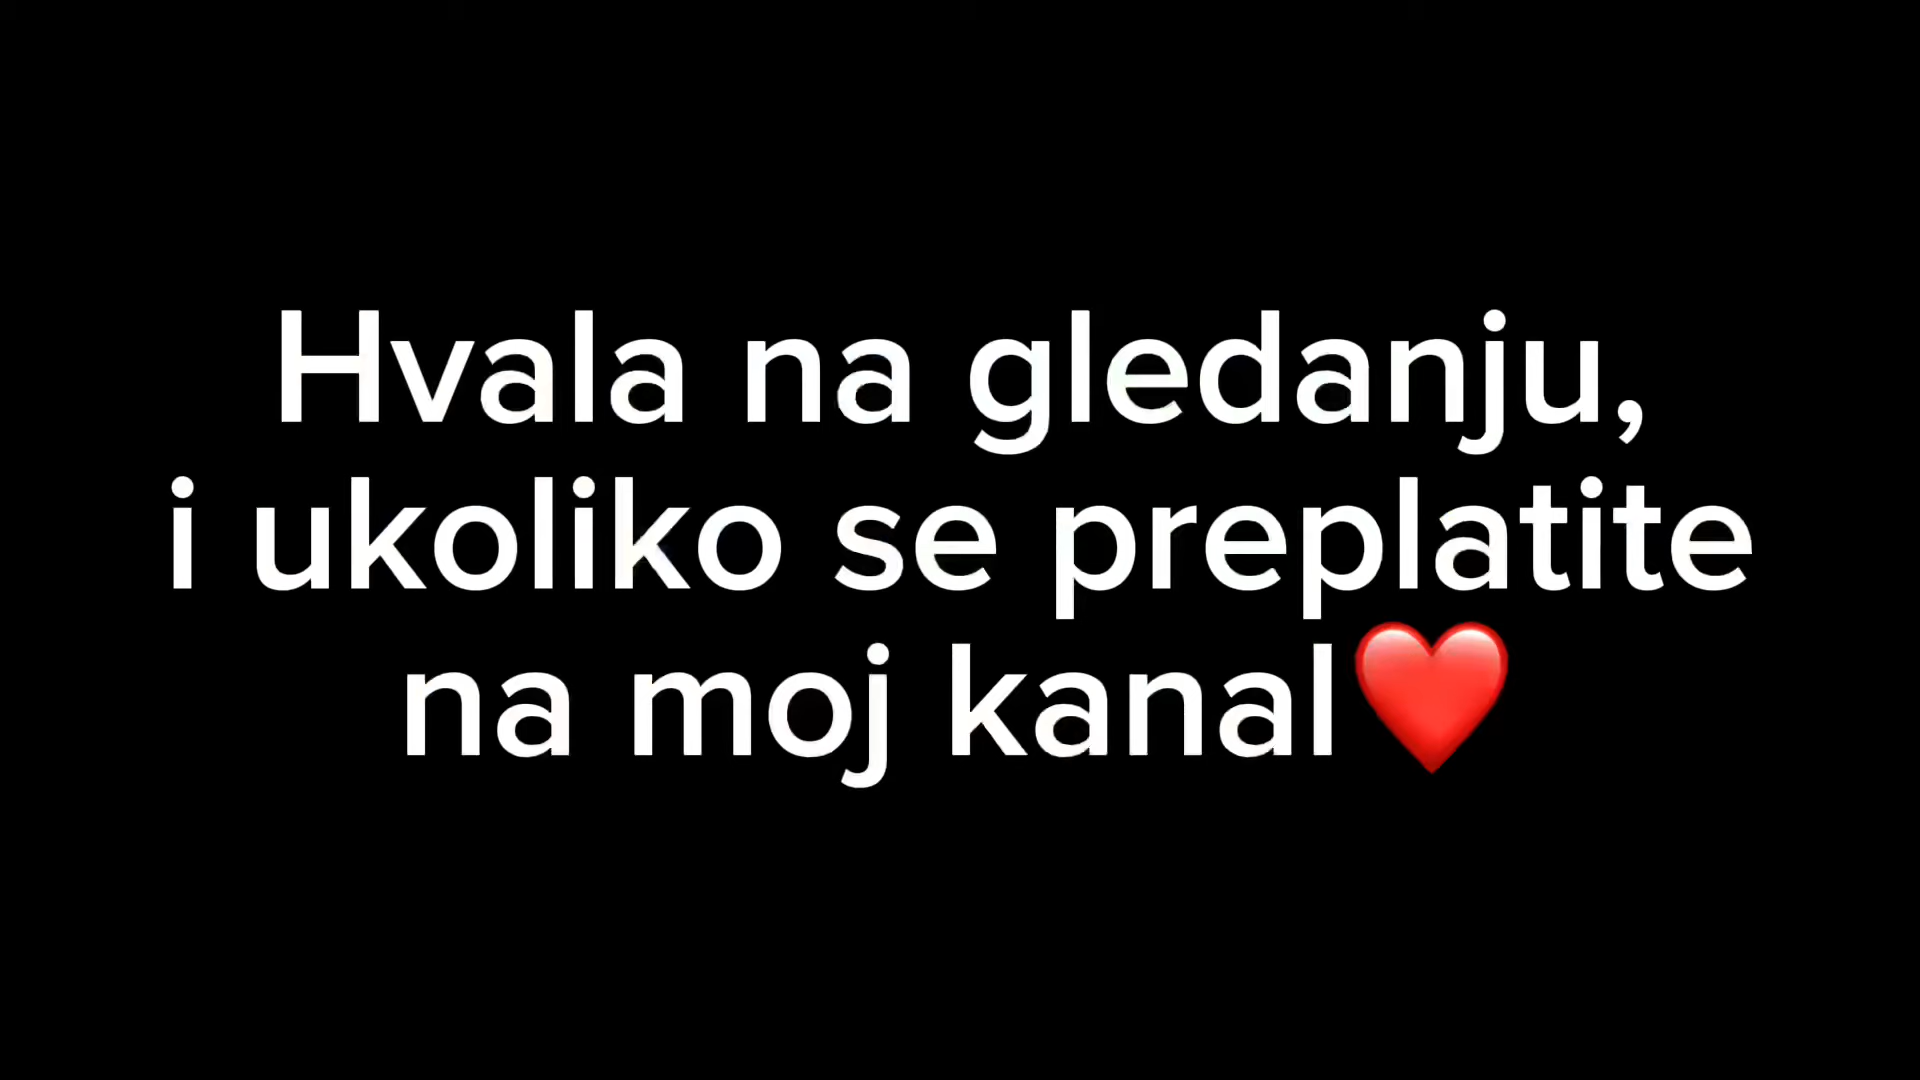 Hvala na gledanju,
i ukoliko se preplatite
na moj kanal❤️